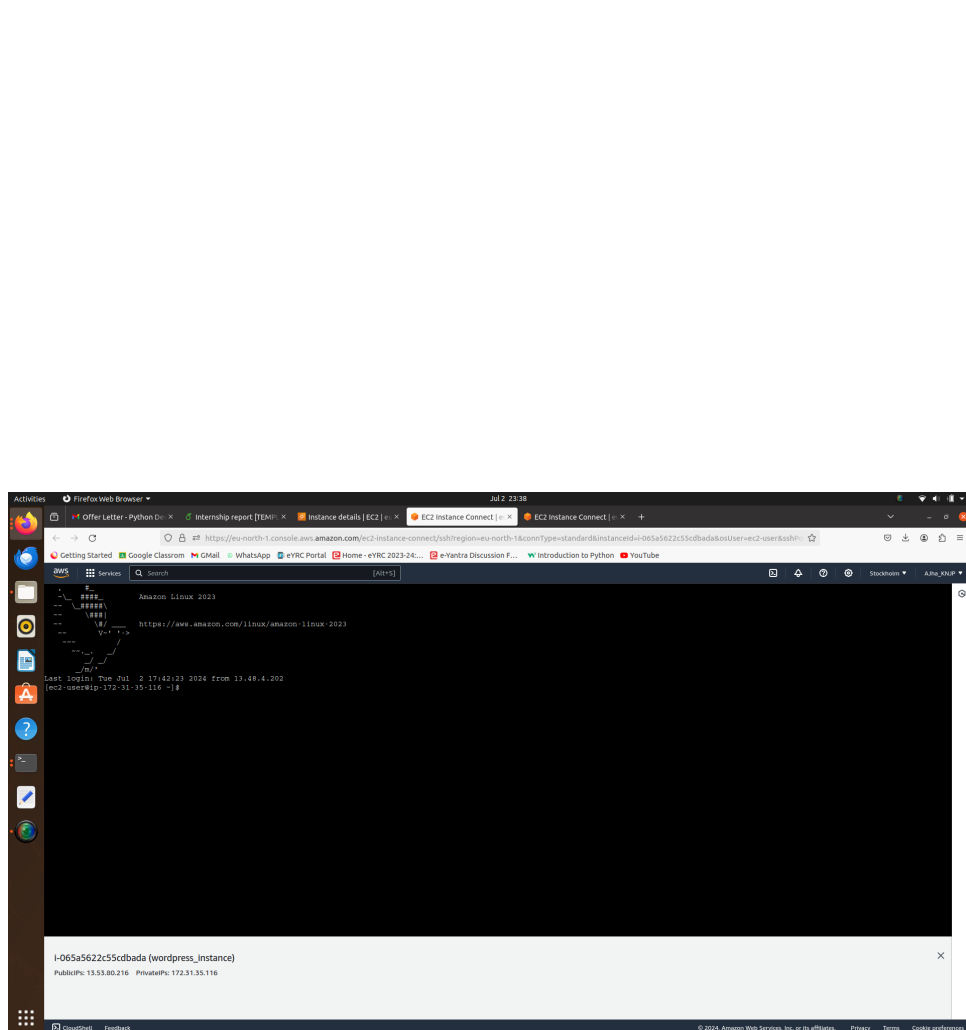 Activities Firefox Web Browser Jul 2 23:38
Offer Letter - Python De Internship report [TEMP Instance details | EC2 | eu EC2 Instance Connect | e EC2 Instance Connect | e
https://eu-north-1.console.aws.amazon.com/ec2-instance-connect/ssh?region=eu-north-1&connType=standard&instanceId=i-065a5622c55cdbada&osUser=ec2-user&sshP
Getting Started Google Classrom GMail WhatsApp eYRC Portal Home - eYRC 2023-24:... e-Yantra Discussion F... Introduction to Python YouTube
aws Services Search [Alt+S] Stockholm AJha_KNJP
Amazon Linux 2023
https://aws.amazon.com/linux/amazon-linux-2023
Last login: Tue Jul 2 17:42:23 2024 from 13.48.4.202
[ec2-user@ip-172-31-35-116 ~]$
i-065a5622c55cdbada (wordpress_instance)
PublicIPs: 13.53.80.216 PrivateIPs: 172.31.35.116
CloudShell Feedback © 2024, Amazon Web Services, Inc. or its affiliates. Privacy Terms Cookie preferences